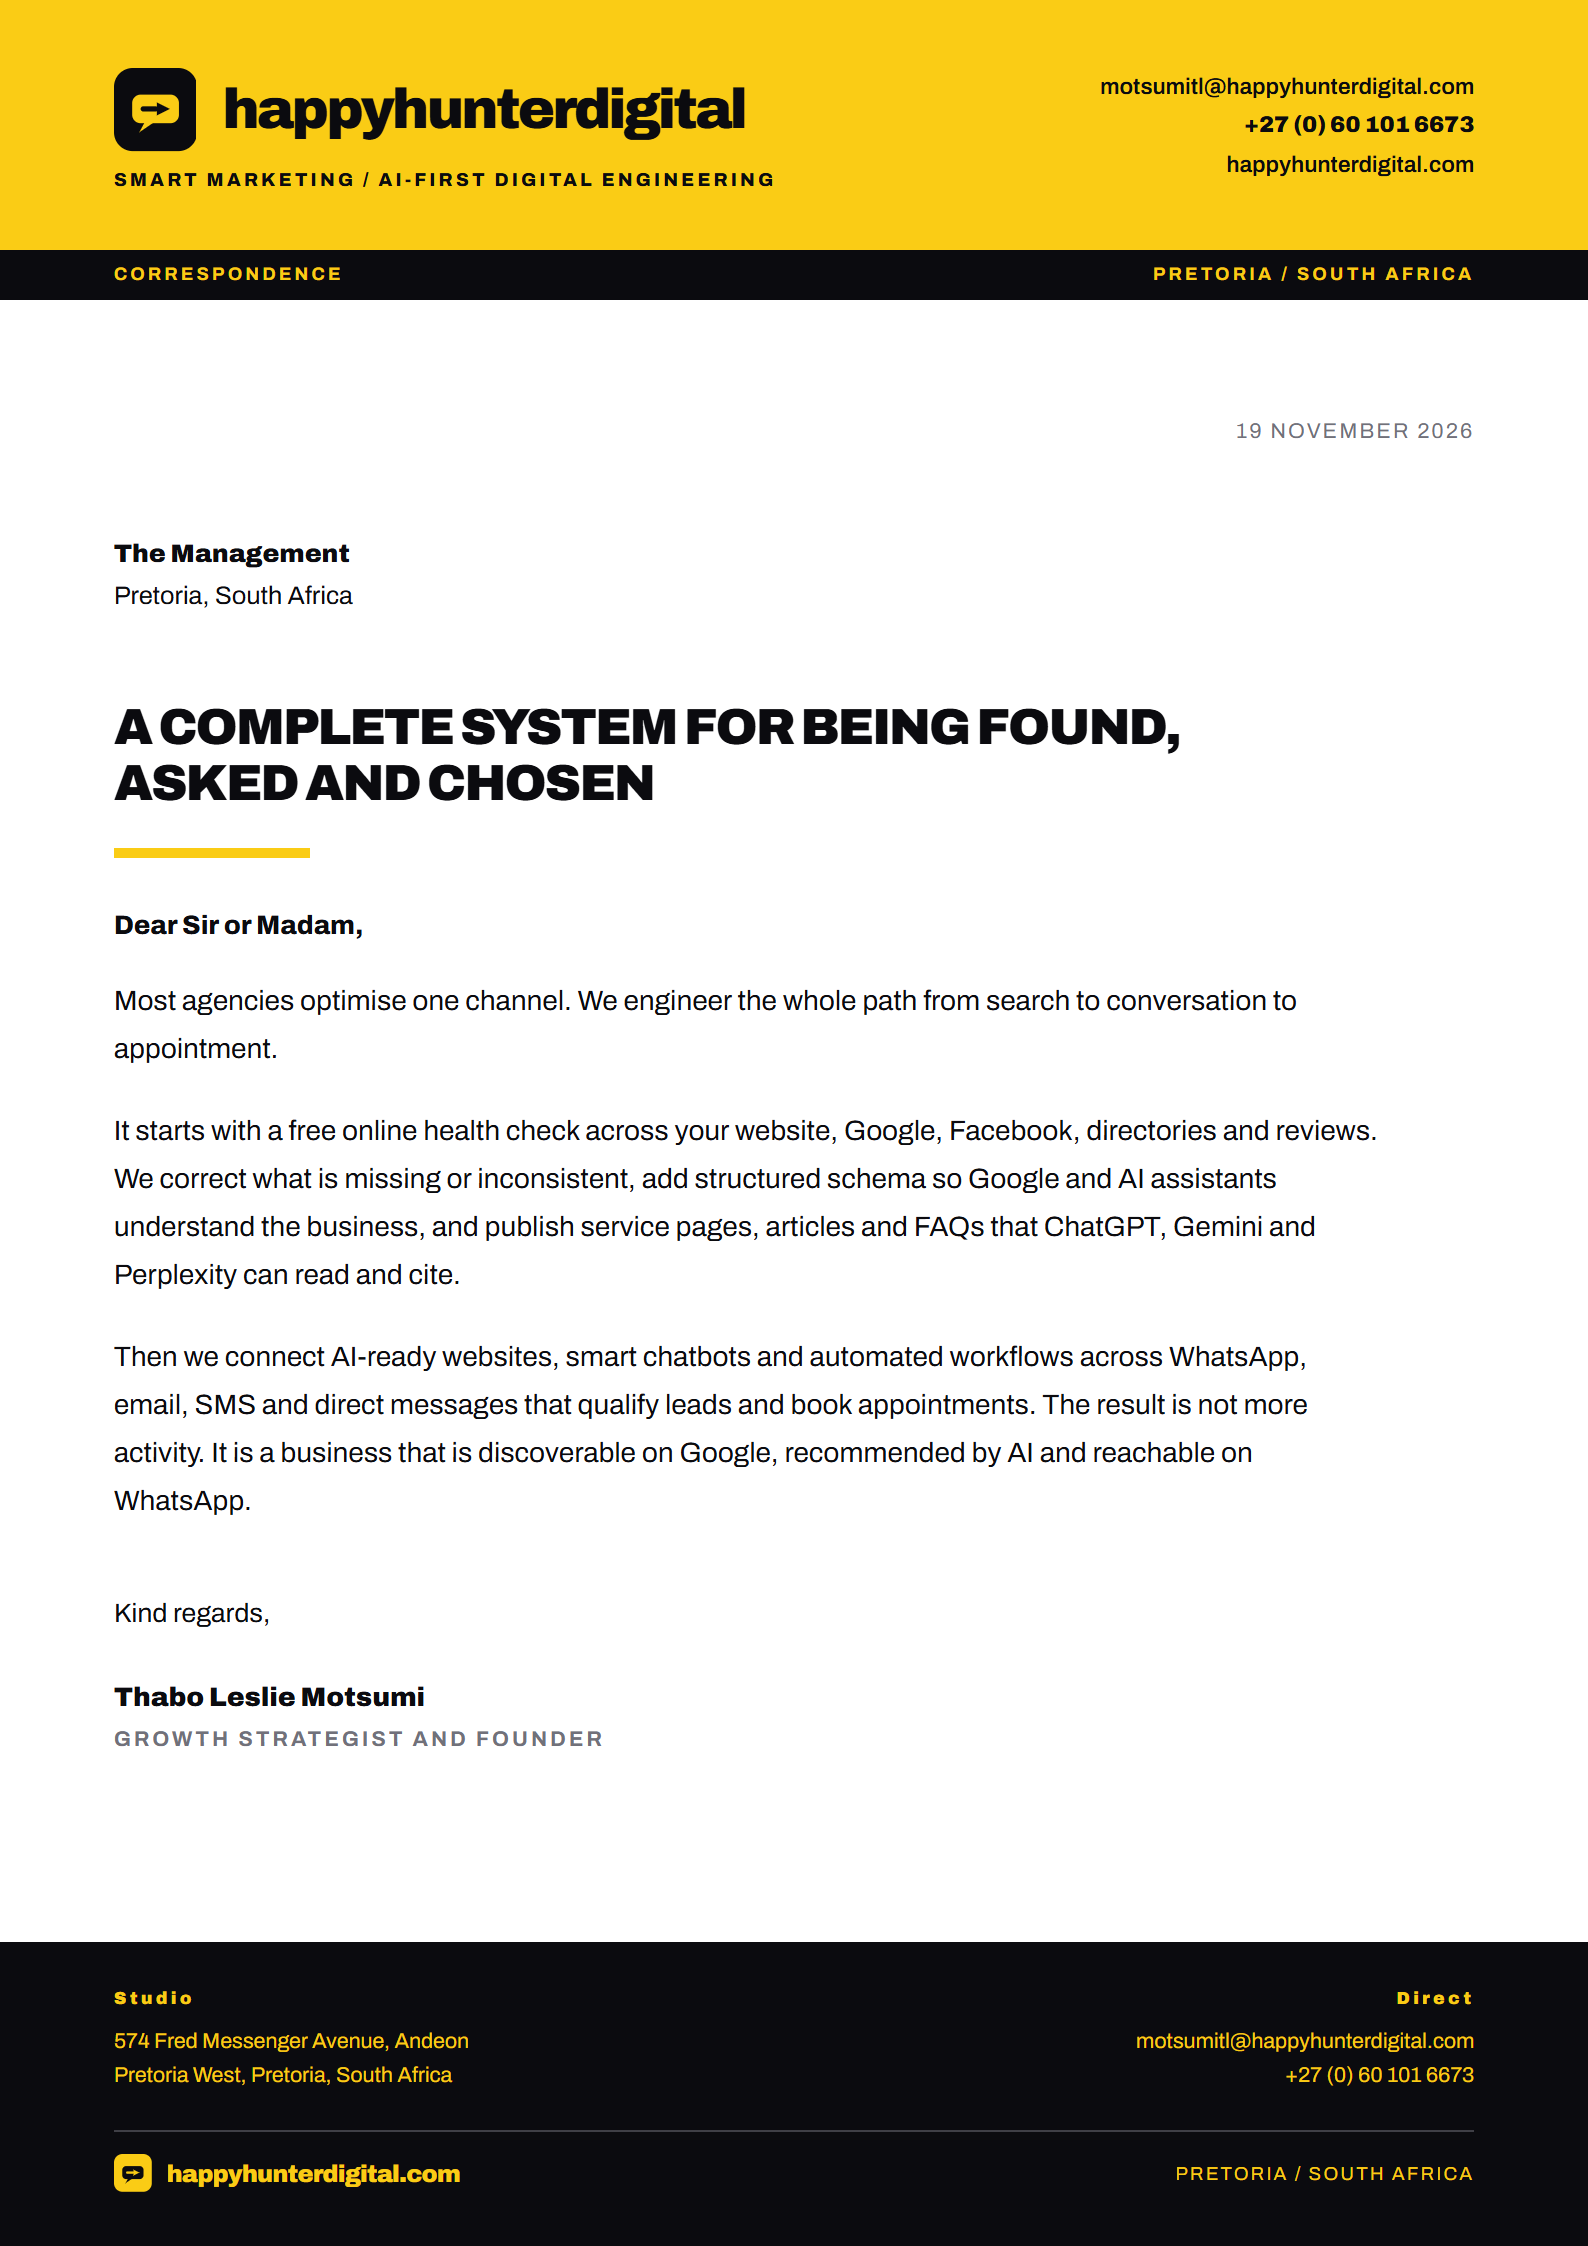 happyhunterdigital
SMART MARKETING / AI-FIRST DIGITAL ENGINEERING
motsumitl@happyhunterdigital.com
+27 (0) 60 101 6673
happyhunterdigital.com
CORRESPONDENCE
PRETORIA / SOUTH AFRICA
19 NOVEMBER 2026
The Management
Pretoria, South Africa
A COMPLETE SYSTEM FOR BEING FOUND,
ASKED AND CHOSEN
Dear Sir or Madam,
Most agencies optimise one channel. We engineer the whole path from search to conversation to
appointment.
It starts with a free online health check across your website, Google, Facebook, directories and reviews.
We correct what is missing or inconsistent, add structured schema so Google and AI assistants
understand the business, and publish service pages, articles and FAQs that ChatGPT, Gemini and
Perplexity can read and cite.
Then we connect AI-ready websites, smart chatbots and automated workflows across WhatsApp,
email, SMS and direct messages that qualify leads and book appointments. The result is not more
activity. It is a business that is discoverable on Google, recommended by AI and reachable on
WhatsApp.
Kind regards,
Thabo Leslie Motsumi
GROWTH STRATEGIST AND FOUNDER
Studio
574 Fred Messenger Avenue, Andeon
Pretoria West, Pretoria, South Africa
Direct
motsumitl@happyhunterdigital.com
+27 (0) 60 101 6673
happyhunterdigital.com
PRETORIA / SOUTH AFRICA